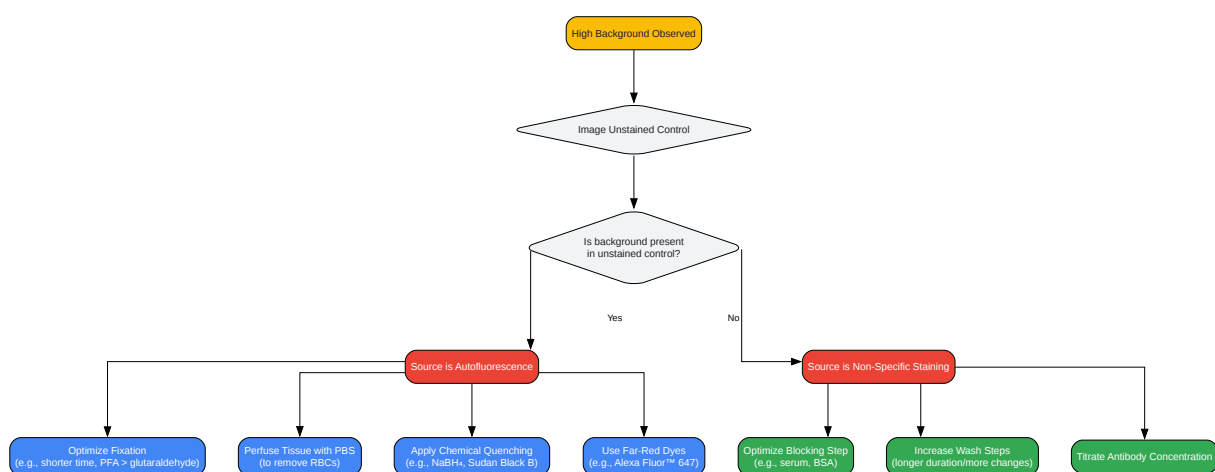 High Background Observed
Image Unstained Control
Is background present
in unstained control?
Yes
No
Source is Autofluorescence
Source is Non-Specific Staining
Optimize Fixation
(e.g., shorter time, PFA > glutaraldehyde)
Perfuse Tissue with PBS
(to remove RBCs)
Apply Chemical Quenching
(e.g., NaBH₄, Sudan Black B)
Use Far-Red Dyes
(e.g., Alexa Fluor™ 647)
Optimize Blocking Step
(e.g., serum, BSA)
Increase Wash Steps
(longer duration/more changes)
Titrate Antibody Concentration